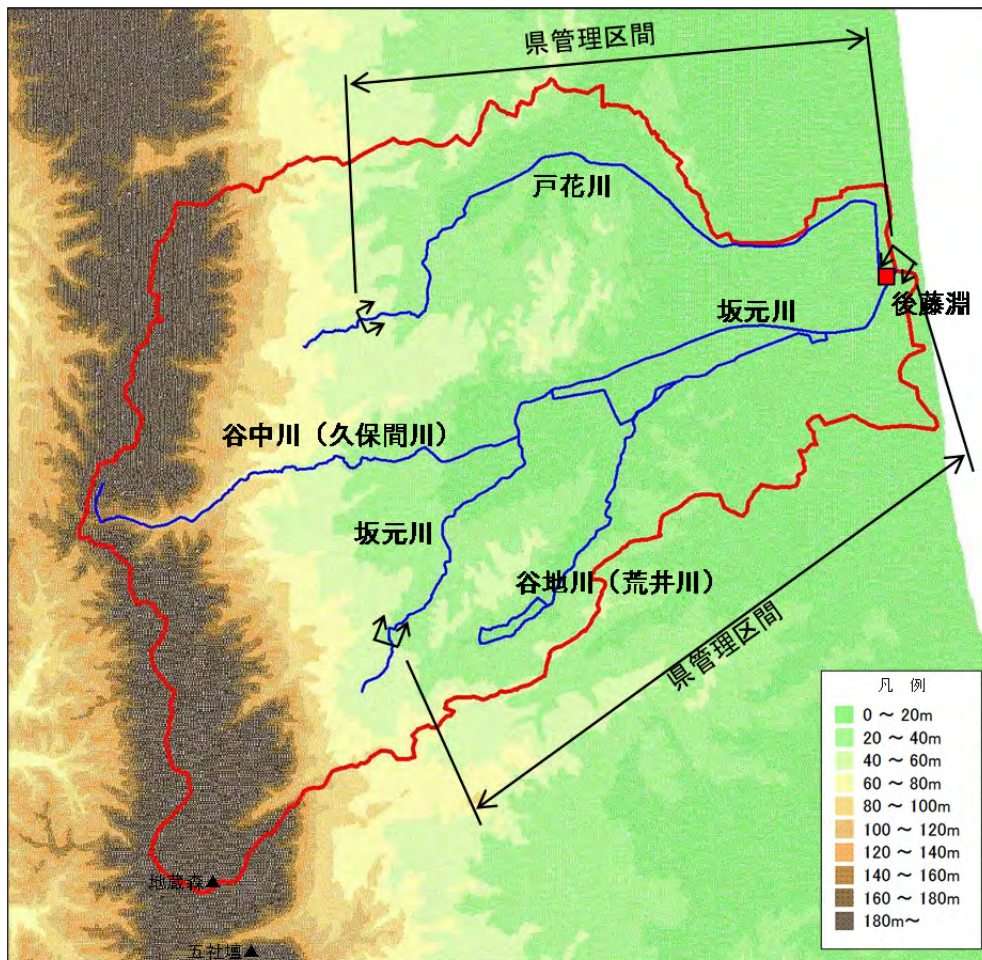 県管理区間
戸花川
後藤淵
坂元川
谷中川（久保間川）
坂元川
谷地川（荒井川）
県管理区間
凡 例
0 ～ 20m
20 ～ 40m
40 ～ 60m
60 ～ 80m
80 ～ 100m
100 ～ 120m
120 ～ 140m
140 ～ 160m
160 ～ 180m
180m～
地蔵森▲
五社壇▲